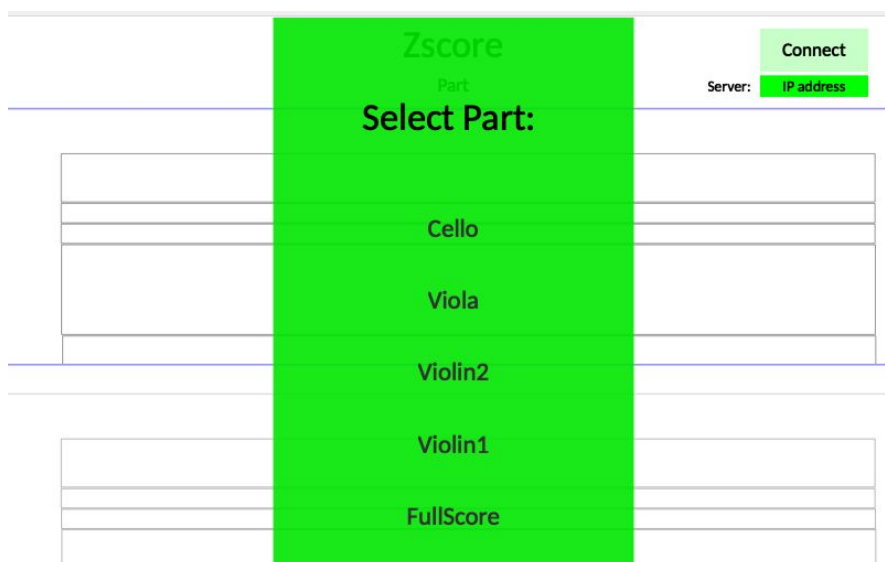 Zscore
Connect
Part
Server: IP address
Select Part:
Cello
Viola
Violin2
Violin1
FullScore